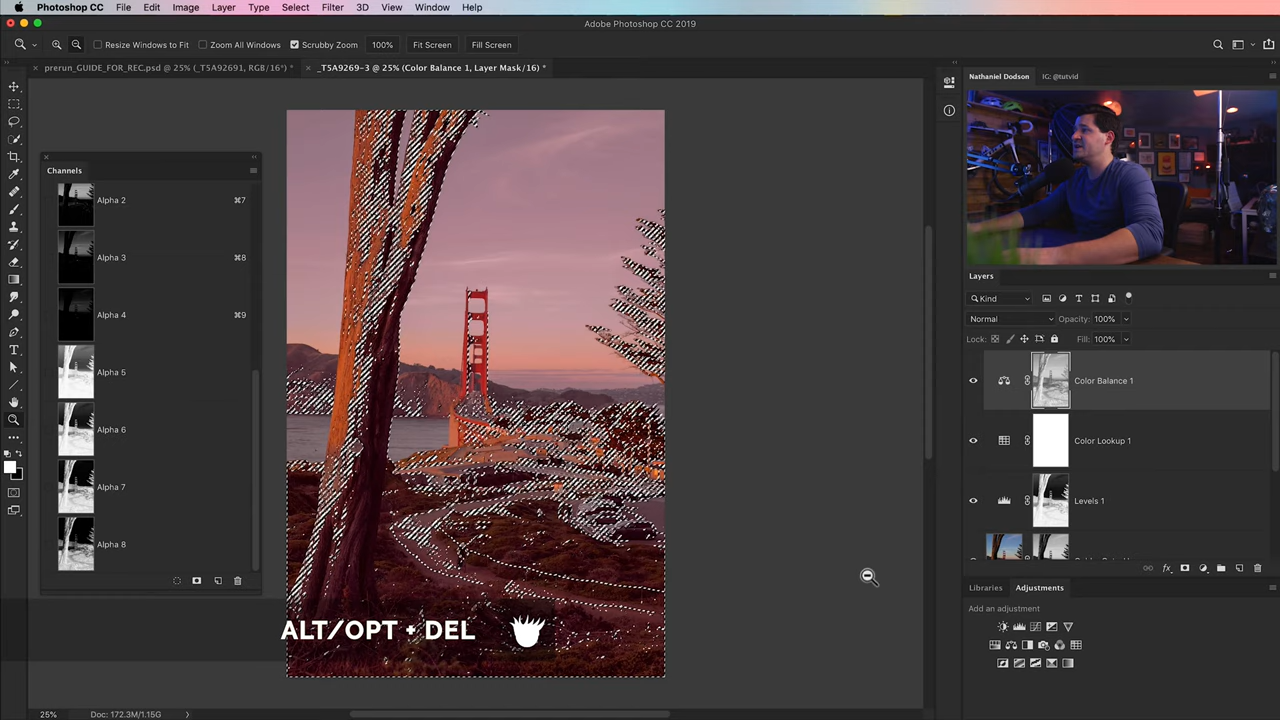 Photoshop CC File Edit Image Layer Type Select Filter 3D View Window Help
Adobe Photoshop CC 2019
Resize Windows to Fit Zoom All Windows Scrubby Zoom 100% Fit Screen Fill Screen
× prerun_GUIDE_FOR_REC.psd @ 25% (_T5A92691, RGB/16*) * × _T5A9269-3 @ 25% (Color Balance 1, Layer Mask/16) *
Nathaniel Dodson IG: @tutvid
Channels
Alpha 2 ⌘7
Alpha 3 ⌘8
Alpha 4 ⌘9
Alpha 5
Alpha 6
Alpha 7
Alpha 8
ALT/OPT + DEL
Layers
Kind
Normal Opacity: 100%
Lock: Fill: 100%
Color Balance 1
Color Lookup 1
Levels 1
Libraries Adjustments
Add an adjustment
25% Doc: 172.3M/1.15G